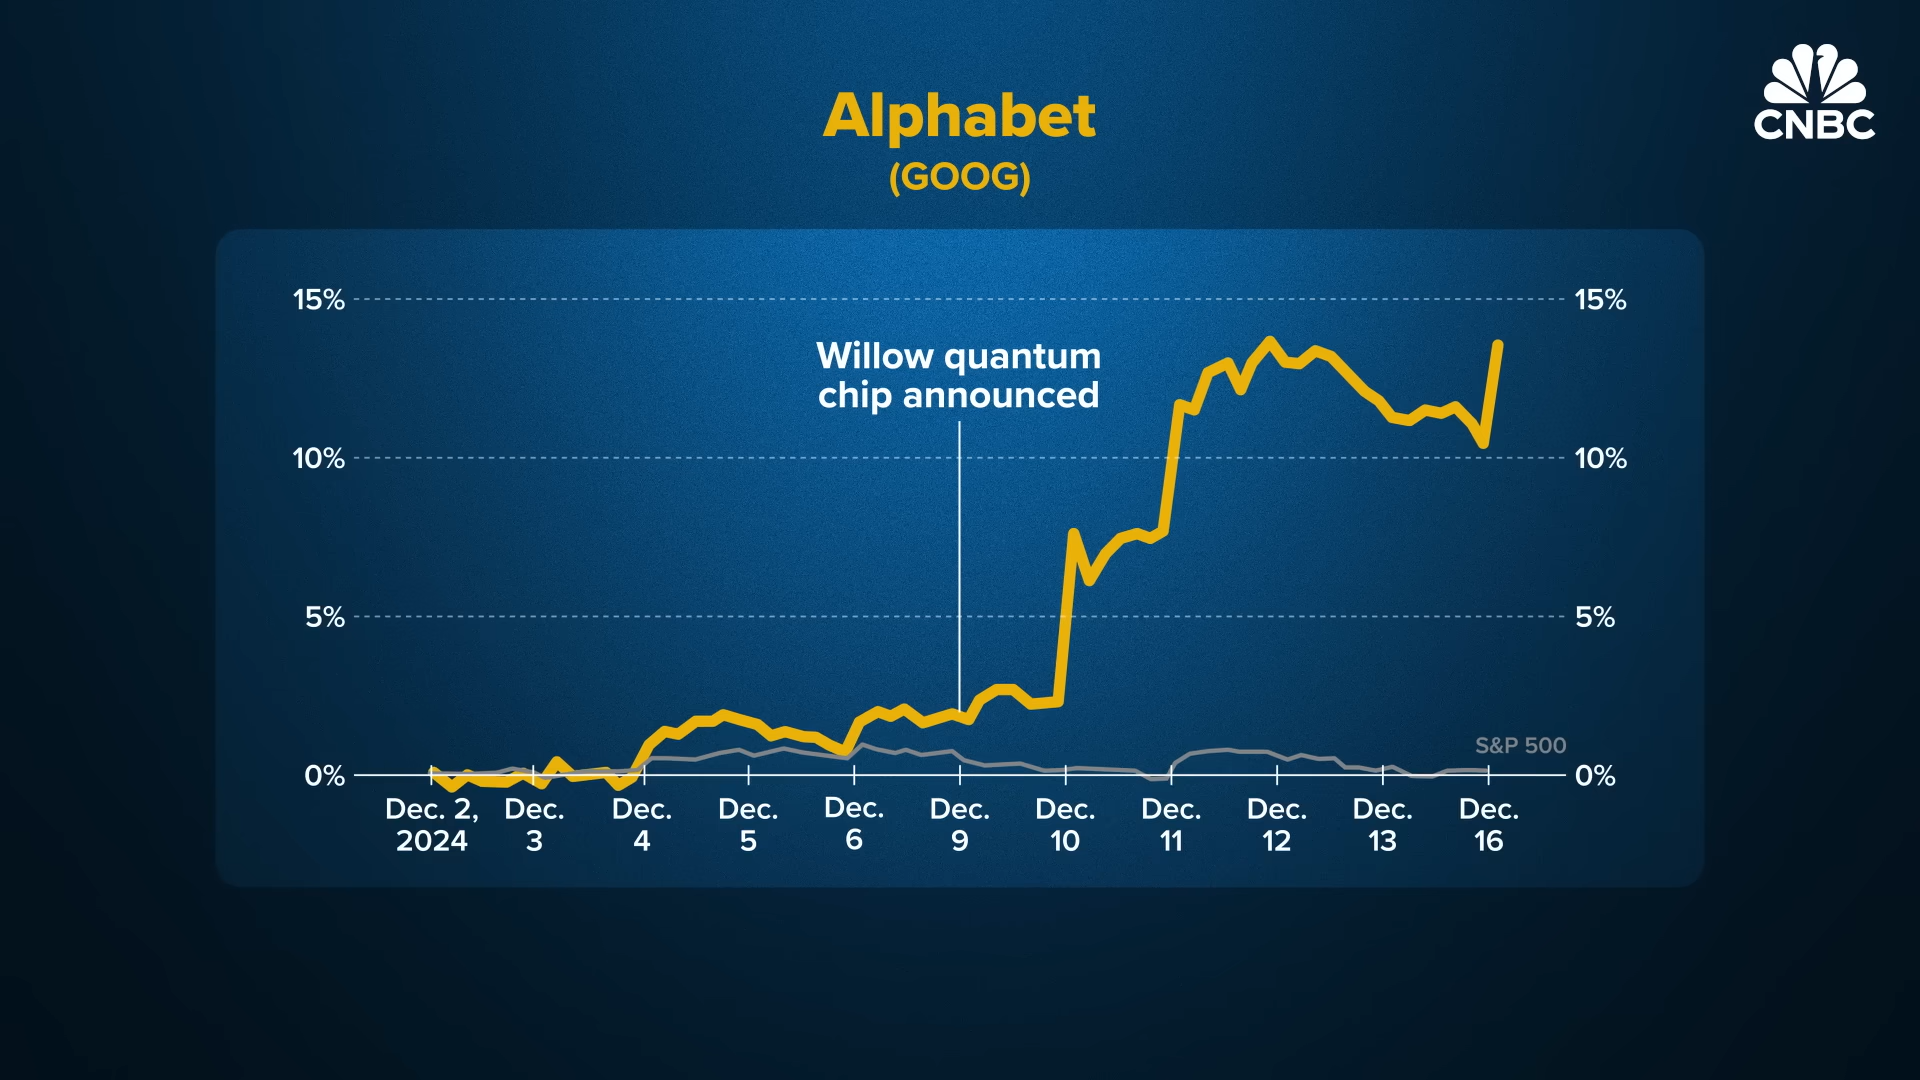 CNBC
Alphabet
(GOOG)
15%
15%
Willow quantum
chip announced
10%
10%
5%
5%
S&P 500
0%
0%
Dec. 2,
2024
Dec.
3
Dec.
4
Dec.
5
Dec.
6
Dec.
9
Dec.
10
Dec.
11
Dec.
12
Dec.
13
Dec.
16